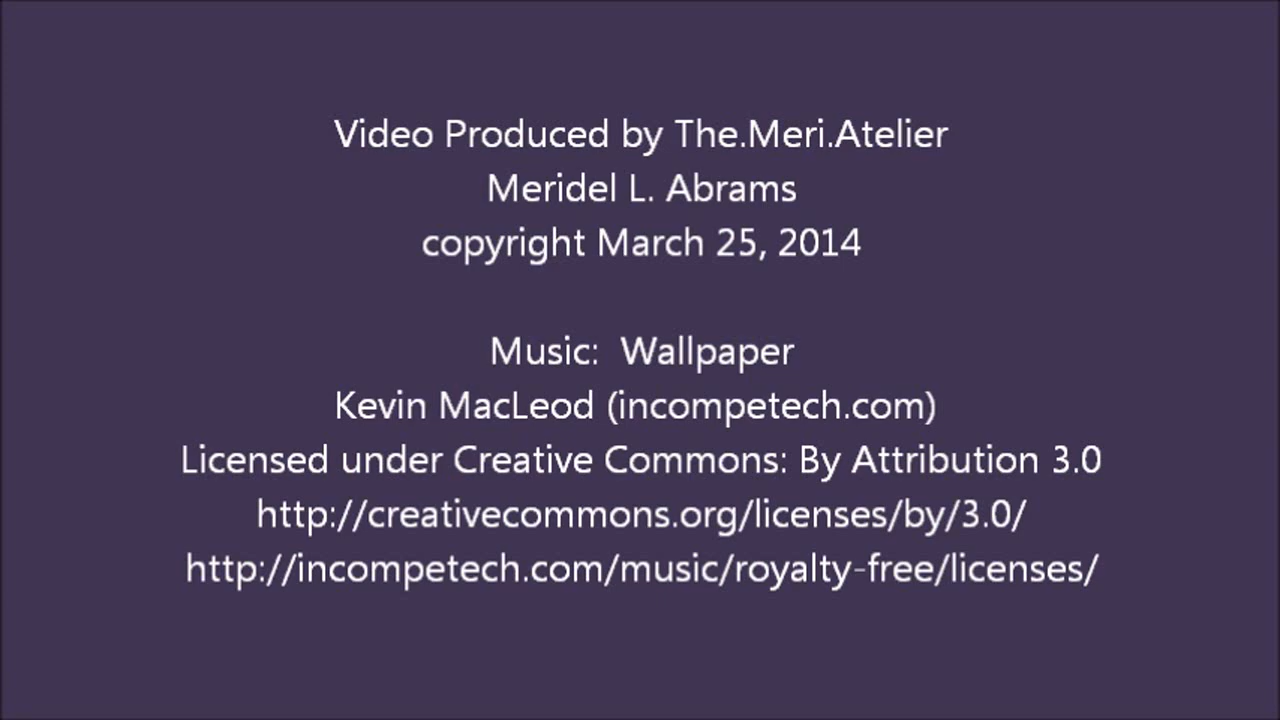 Video Produced by The.Meri.Atelier
Meridel L. Abrams
copyright March 25, 2014
Music:  Wallpaper
Kevin MacLeod (incompetech.com)
Licensed under Creative Commons: By Attribution 3.0
http://creativecommons.org/licenses/by/3.0/
http://incompetech.com/music/royalty-free/licenses/